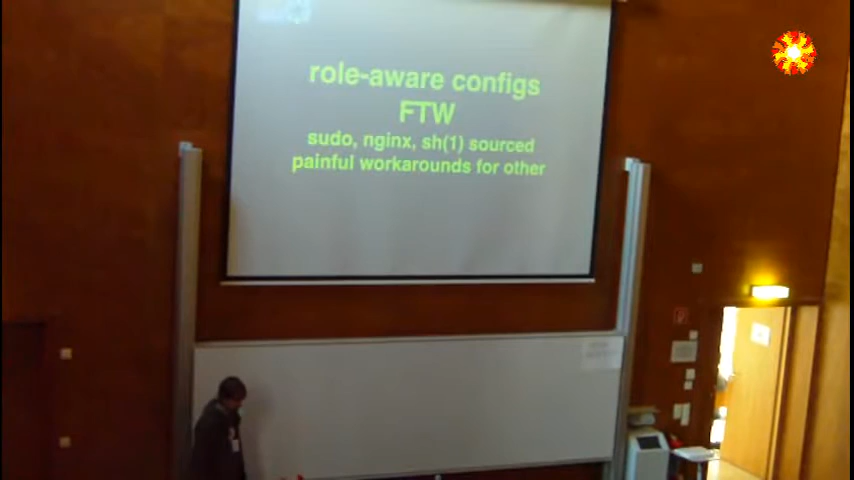 role-aware configs
FTW
sudo, nginx, sh(1) sourced
painful workarounds for other